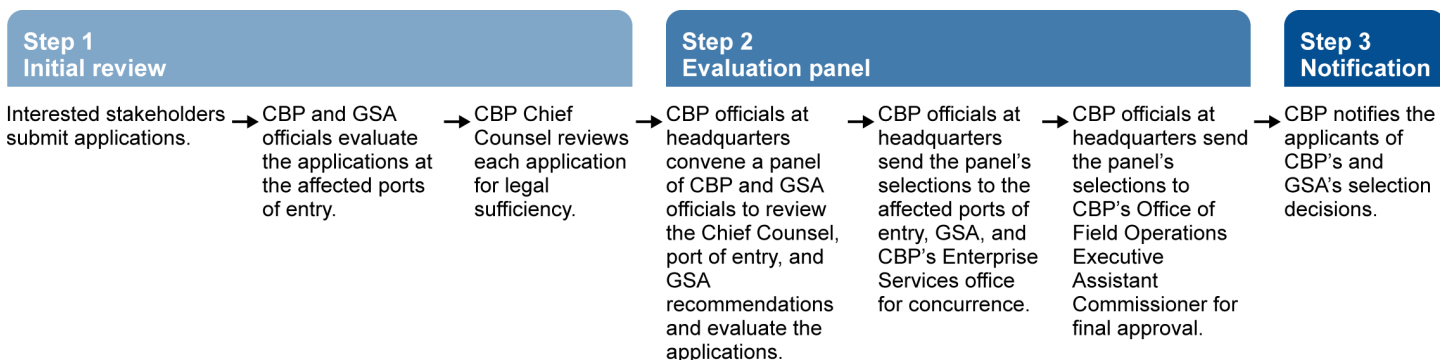 Step 1
Initial review
Interested stakeholders
submit applications.
CBP and GSA
officials evaluate
the applications at
the affected ports
of entry.
CBP Chief
Counsel reviews
each application
for legal
sufficiency.
Step 2
Evaluation panel
CBP officials at
headquarters
convene a panel
of CBP and GSA
officials to review
the Chief Counsel,
port of entry, and
GSA
recommendations
and evaluate the
applications.
CBP officials at
headquarters
send the panel’s
selections to the
affected ports of
entry, GSA, and
CBP’s Enterprise
Services office
for concurrence.
CBP officials at
headquarters send
the panel’s
selections to
CBP’s Office of
Field Operations
Executive
Assistant
Commissioner for
final approval.
Step 3
Notification
CBP notifies the
applicants of
CBP’s and
GSA’s selection
decisions.